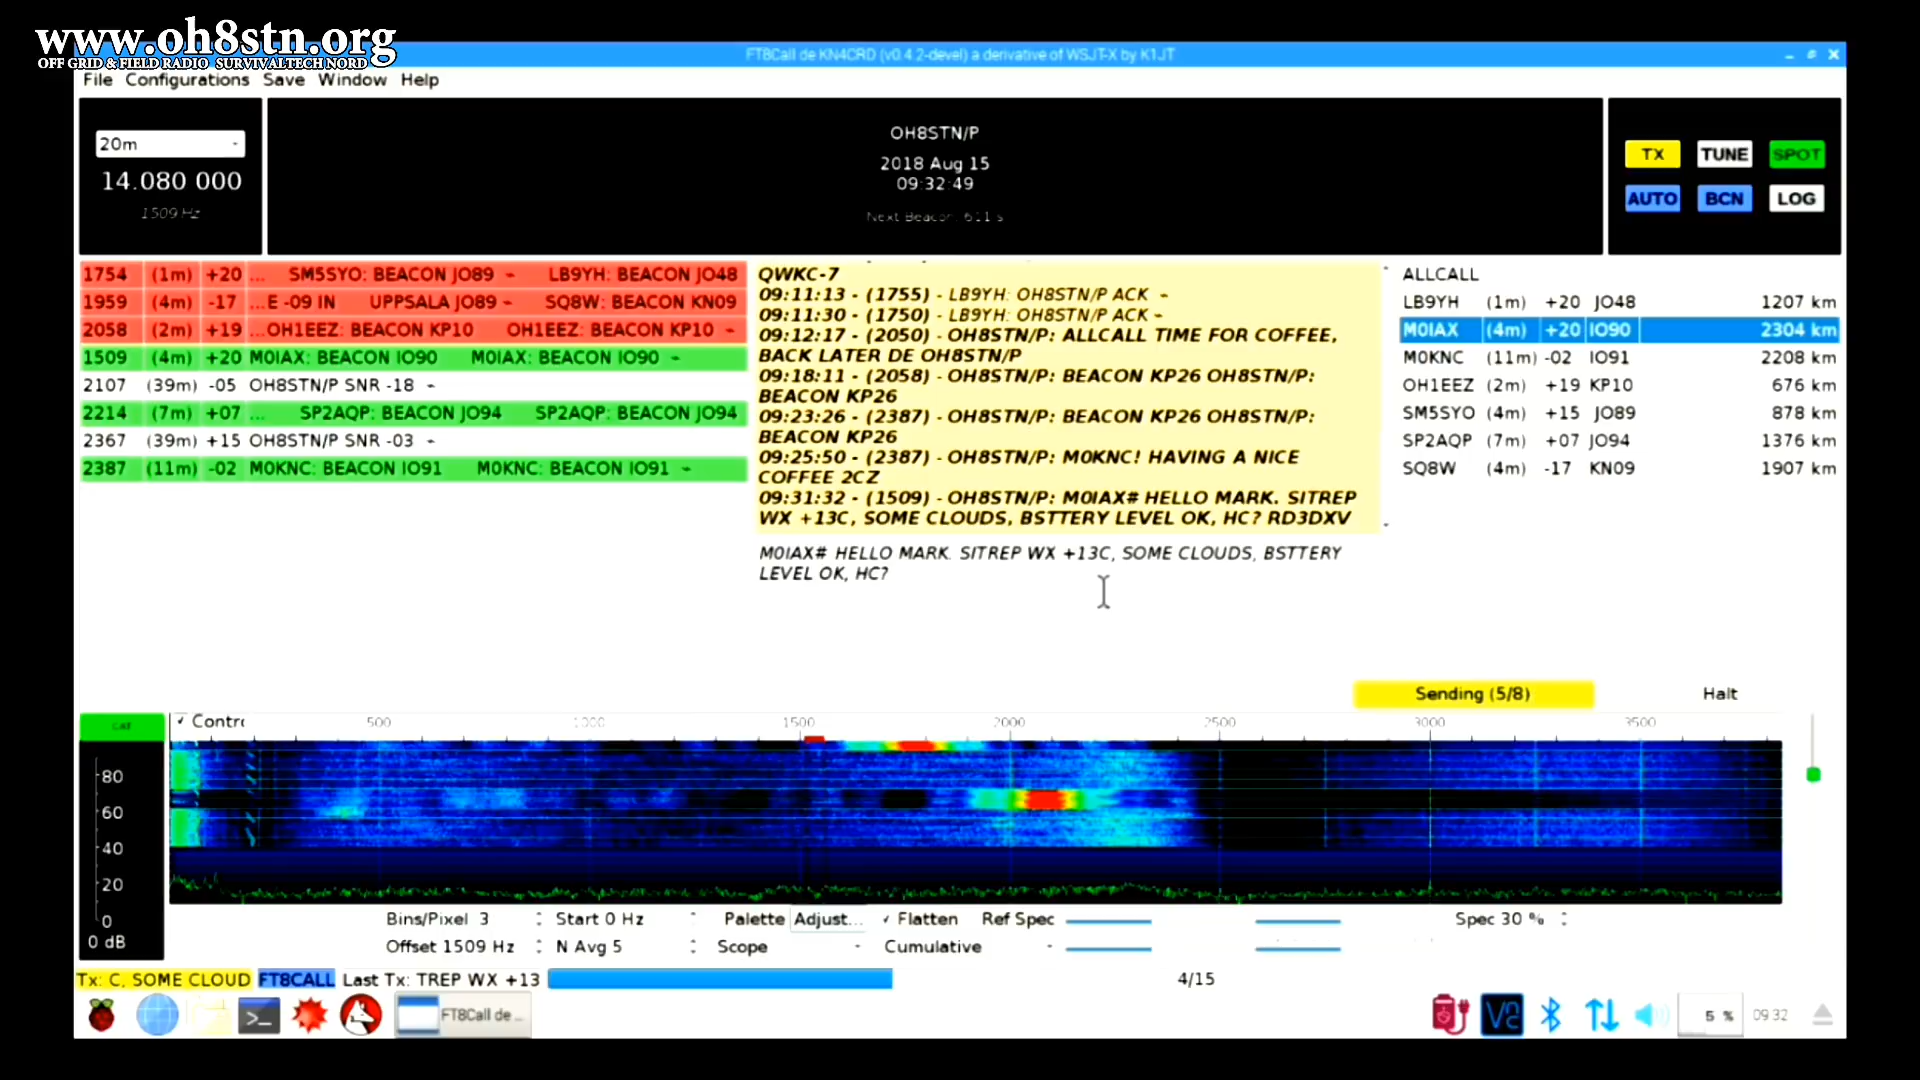 www.oh8stn.org
OFF GRID & FIELD RADIO SURVIVALTECH NORD
FT8Call de KN4CRD (v0.4.2-devel) a derivative of WSJT-X by K1JT
File Configurations Save Window Help
20m
14.080 000
1509 Hz
OH8STN/P
2018 Aug 15
09:32:49
Next Beacon: 611 s
TX TUNE SPOT
AUTO BCN LOG
1754 (1m) +20 ... SM5SYO: BEACON JO89 LB9YH: BEACON JO48
1959 (4m) -17 ...E -09 IN UPPSALA JO89 SQ8W: BEACON KN09
2058 (2m) +19 ...OH1EEZ: BEACON KP10 OH1EEZ: BEACON KP10
1509 (4m) +20 M0IAX: BEACON IO90 M0IAX: BEACON IO90
2107 (39m) -05 OH8STN/P SNR -18
2214 (7m) +07 ... SP2AQP: BEACON JO94 SP2AQP: BEACON JO94
2367 (39m) +15 OH8STN/P SNR -03
2387 (11m) -02 M0KNC: BEACON IO91 M0KNC: BEACON IO91
QWKC-7
09:11:13 - (1755) - LB9YH: OH8STN/P ACK
09:11:30 - (1750) - LB9YH: OH8STN/P ACK
09:12:17 - (2050) - OH8STN/P: ALLCALL TIME FOR COFFEE,
BACK LATER DE OH8STN/P
09:18:11 - (2058) - OH8STN/P: BEACON KP26 OH8STN/P:
BEACON KP26
09:23:26 - (2387) - OH8STN/P: BEACON KP26 OH8STN/P:
BEACON KP26
09:25:50 - (2387) - OH8STN/P: M0KNC! HAVING A NICE
COFFEE 2CZ
09:31:32 - (1509) - OH8STN/P: M0IAX# HELLO MARK. SITREP
WX +13C, SOME CLOUDS, BSTTERY LEVEL OK, HC? RD3DXV
M0IAX# HELLO MARK. SITREP WX +13C, SOME CLOUDS, BSTTERY
LEVEL OK, HC?
ALLCALL
LB9YH (1m) +20 JO48 1207 km
M0IAX (4m) +20 IO90 2304 km
M0KNC (11m) -02 IO91 2208 km
OH1EEZ (2m) +19 KP10 676 km
SM5SYO (4m) +15 JO89 878 km
SP2AQP (7m) +07 JO94 1376 km
SQ8W (4m) -17 KN09 1907 km
Sending (5/8) Halt
CAT
Contro 500 1000 1500 2000 2500 3000 3500
80
60
40
20
0
0 dB
Bins/Pixel 3 Start 0 Hz Palette Adjust... Flatten Ref Spec Spec 30 %
Offset 1509 Hz N Avg 5 Scope Cumulative
Tx: C, SOME CLOUD FT8CALL Last Tx: TREP WX +13 4/15
FT8Call de ... 5 % 09:32